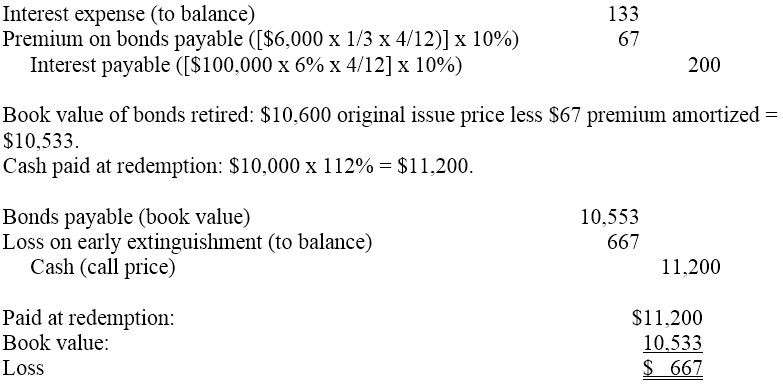 Interest expense (to balance) 133
Premium on bonds payable ([$6,000 x 1/3 x 4/12)] x 10%) 67
Interest payable ([$100,000 x 6% x 4/12] x 10%) 200
Book value of bonds retired: $10,600 original issue price less $67 premium amortized =
$10,533.
Cash paid at redemption: $10,000 x 112% = $11,200.
Bonds payable (book value) 10,553
Loss on early extinguishment (to balance) 667
Cash (call price) 11,200
Paid at redemption: $11,200
Book value: 10,533
Loss $ 667